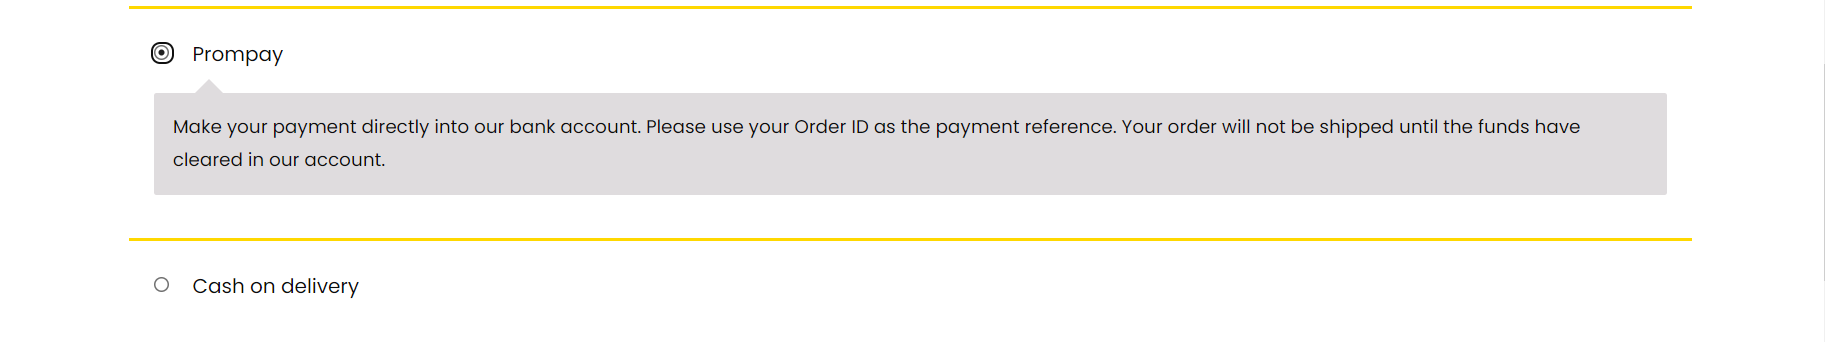 Prompay
Make your payment directly into our bank account. Please use your Order ID as the payment reference. Your order will not be shipped until the funds have
cleared in our account.
Cash on delivery